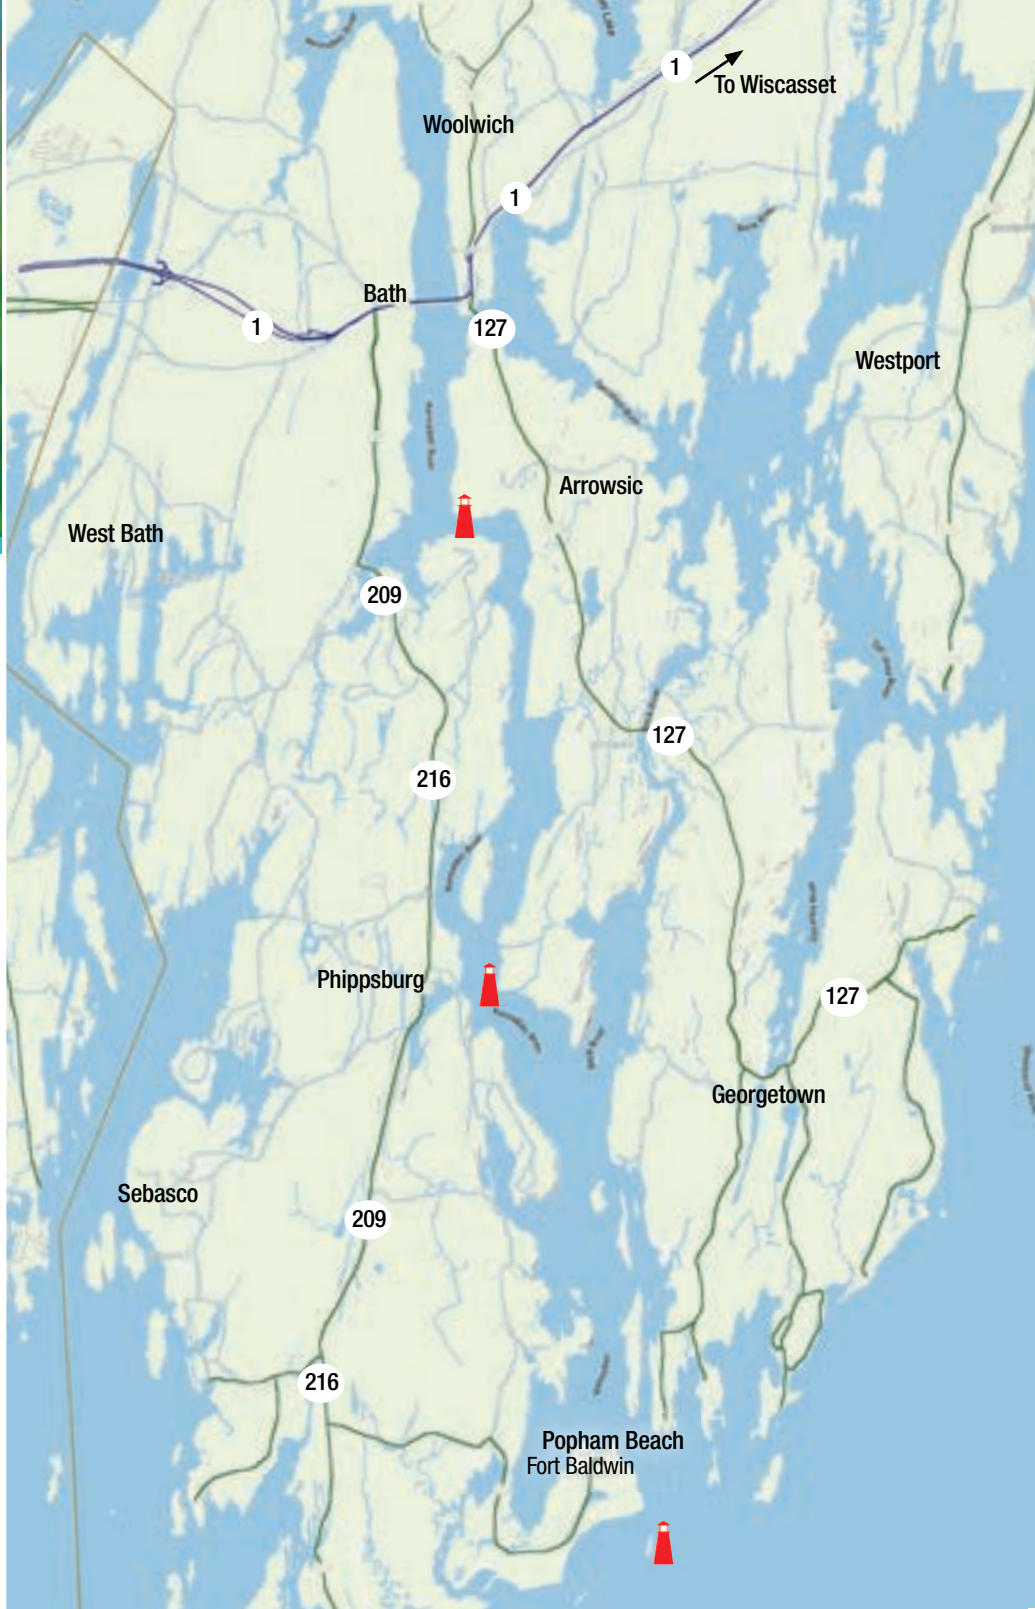 1
To Wiscasset
Woolwich
1
Bath
1
127
Westport
Arrowsic
West Bath
209
127
216
Phippsburg
127
Georgetown
Sebasco
209
216
Popham Beach
Fort Baldwin